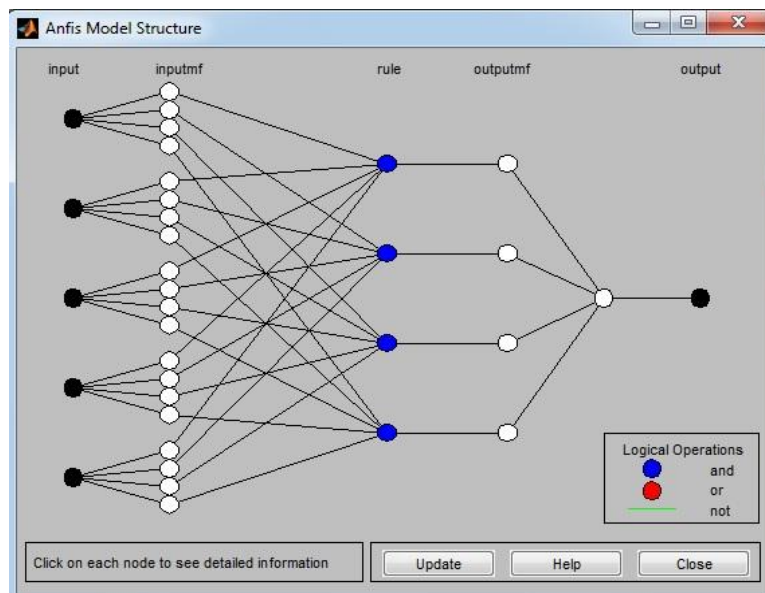 Anfis Model Structure
input inputmf rule outputmf output
Logical Operations
and
or
not
Click on each node to see detailed information
Update Help Close